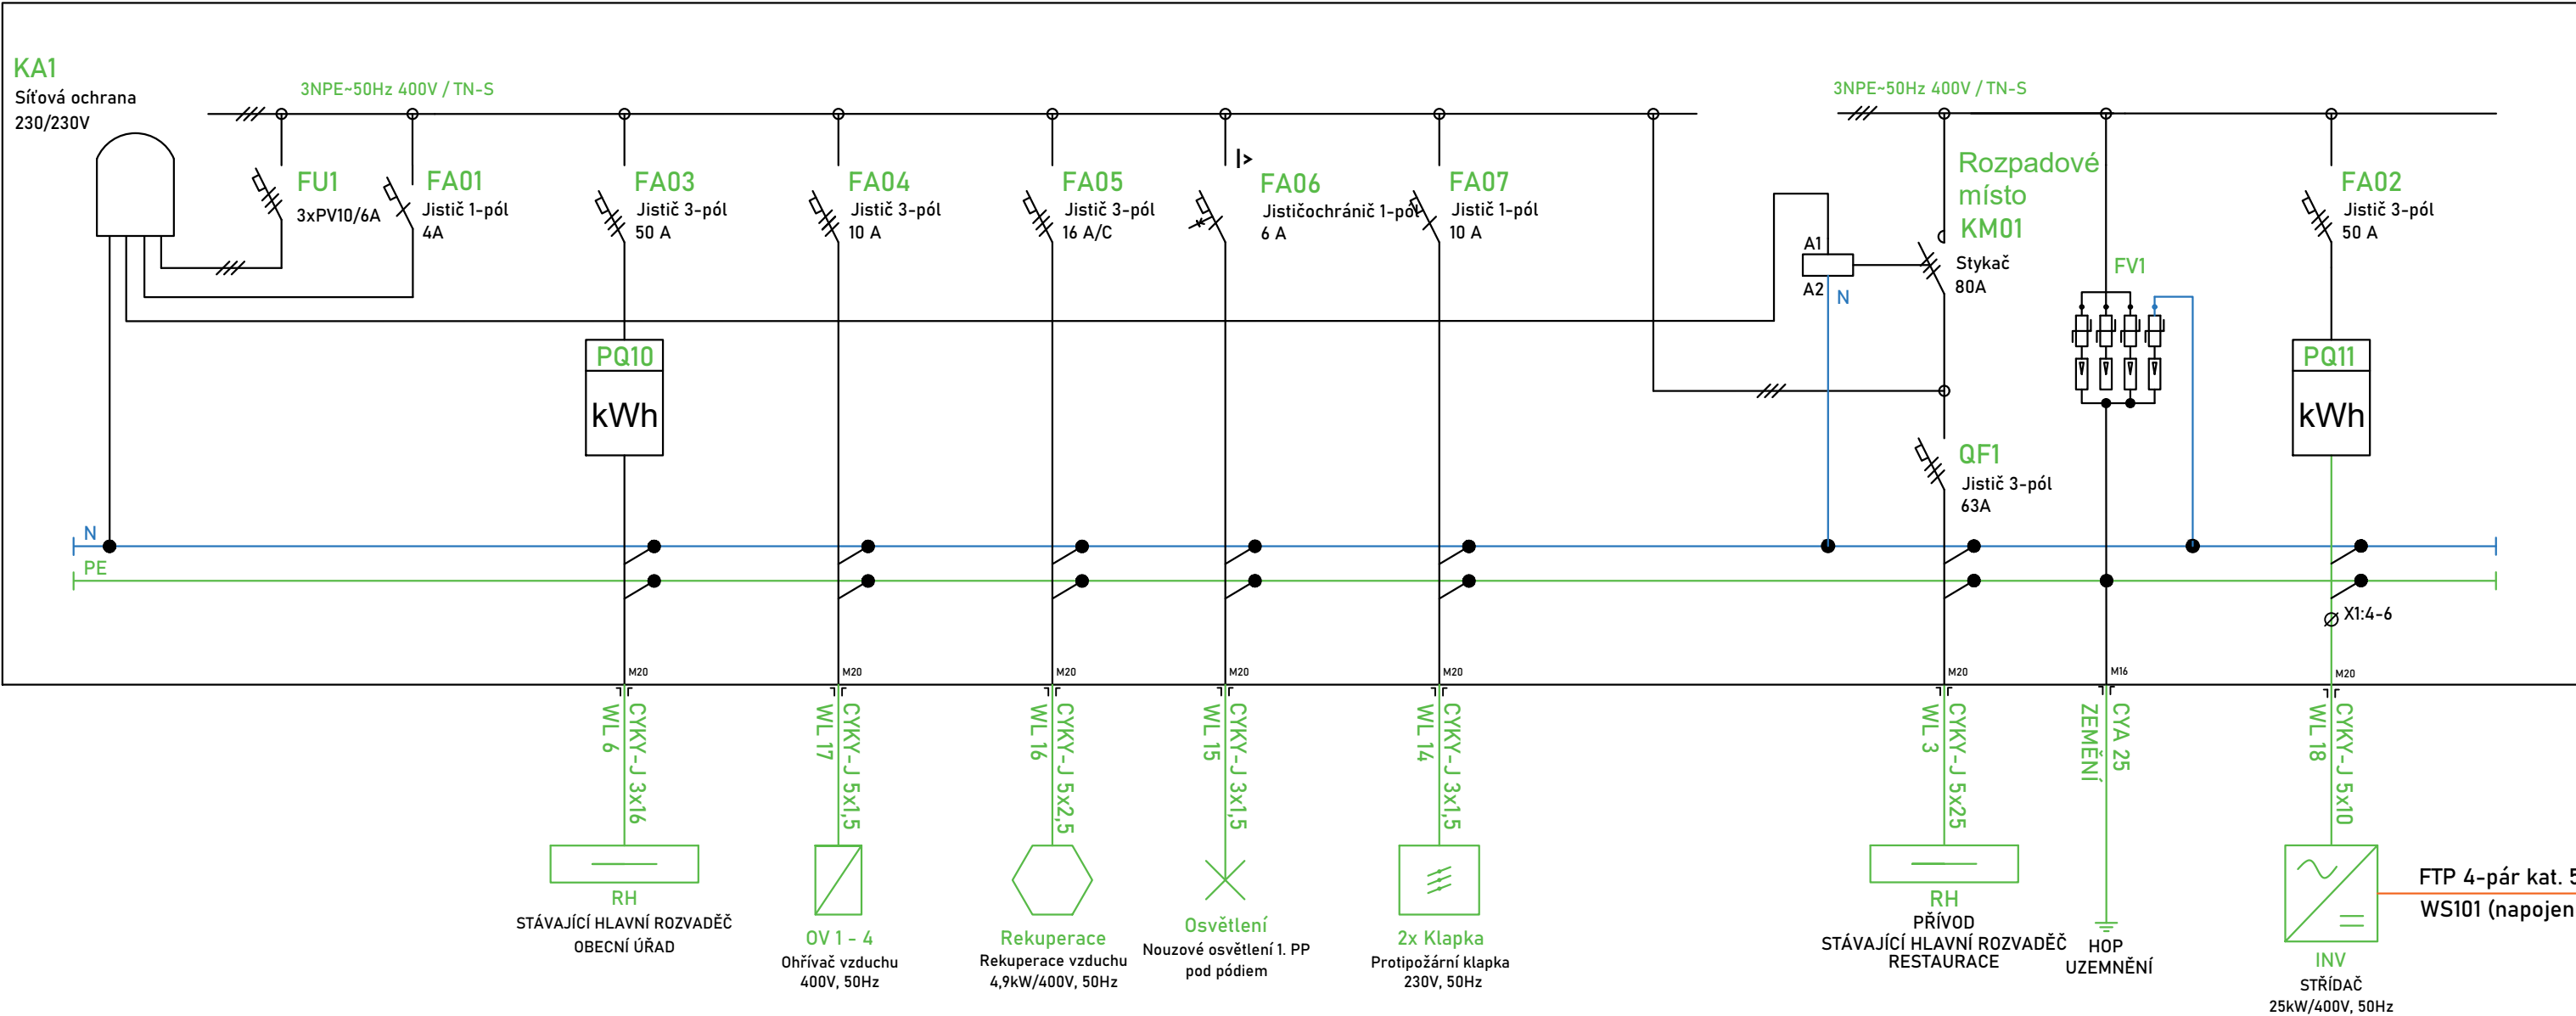 KA1
Síťová ochrana
230/230V
3NPE~50Hz 400V / TN-S
3NPE~50Hz 400V / TN-S
FU1
3xPV10/6A
FA01
Jistič 1-pól
4A
FA03
Jistič 3-pól
50 A
FA04
Jistič 3-pól
10 A
FA05
Jistič 3-pól
16 A/C
I>
FA06
Jističochránič 1-pól
6 A
FA07
Jistič 1-pól
10 A
A1
A2
N
Rozpadové
místo
KM01
Stykač
80A
FV1
FA02
Jistič 3-pól
50 A
PQ10
kWh
PQ11
kWh
QF1
Jistič 3-pól
63A
N
PE
X1:4-6
M20
M20
M20
M20
M20
M20
M16
M20
WL 6
CYKY-J 3x16
WL 17
CYKY-J 5x1,5
WL 16
CYKY-J 5x2,5
WL 15
CYKY-J 3x1,5
WL 14
CYKY-J 3x1,5
WL 3
CYKY-J 5x25
ZEMĚNÍ
CYA 25
WL 18
CYKY-J 5x10
RH
STÁVAJÍCÍ HLAVNÍ ROZVADĚČ
OBECNÍ ÚŘAD
OV 1 - 4
Ohřívač vzduchu
400V, 50Hz
Rekuperace
Rekuperace vzduchu
4,9kW/400V, 50Hz
Osvětlení
Nouzové osvětlení 1. PP
pod pódiem
2x Klapka
Protipožární klapka
230V, 50Hz
RH
PŘÍVOD
STÁVAJÍCÍ HLAVNÍ ROZVADĚČ
RESTAURACE
HOP
UZEMNĚNÍ
INV
STŘÍDAČ
25kW/400V, 50Hz
FTP 4-pár kat. 5
WS101 (napojen